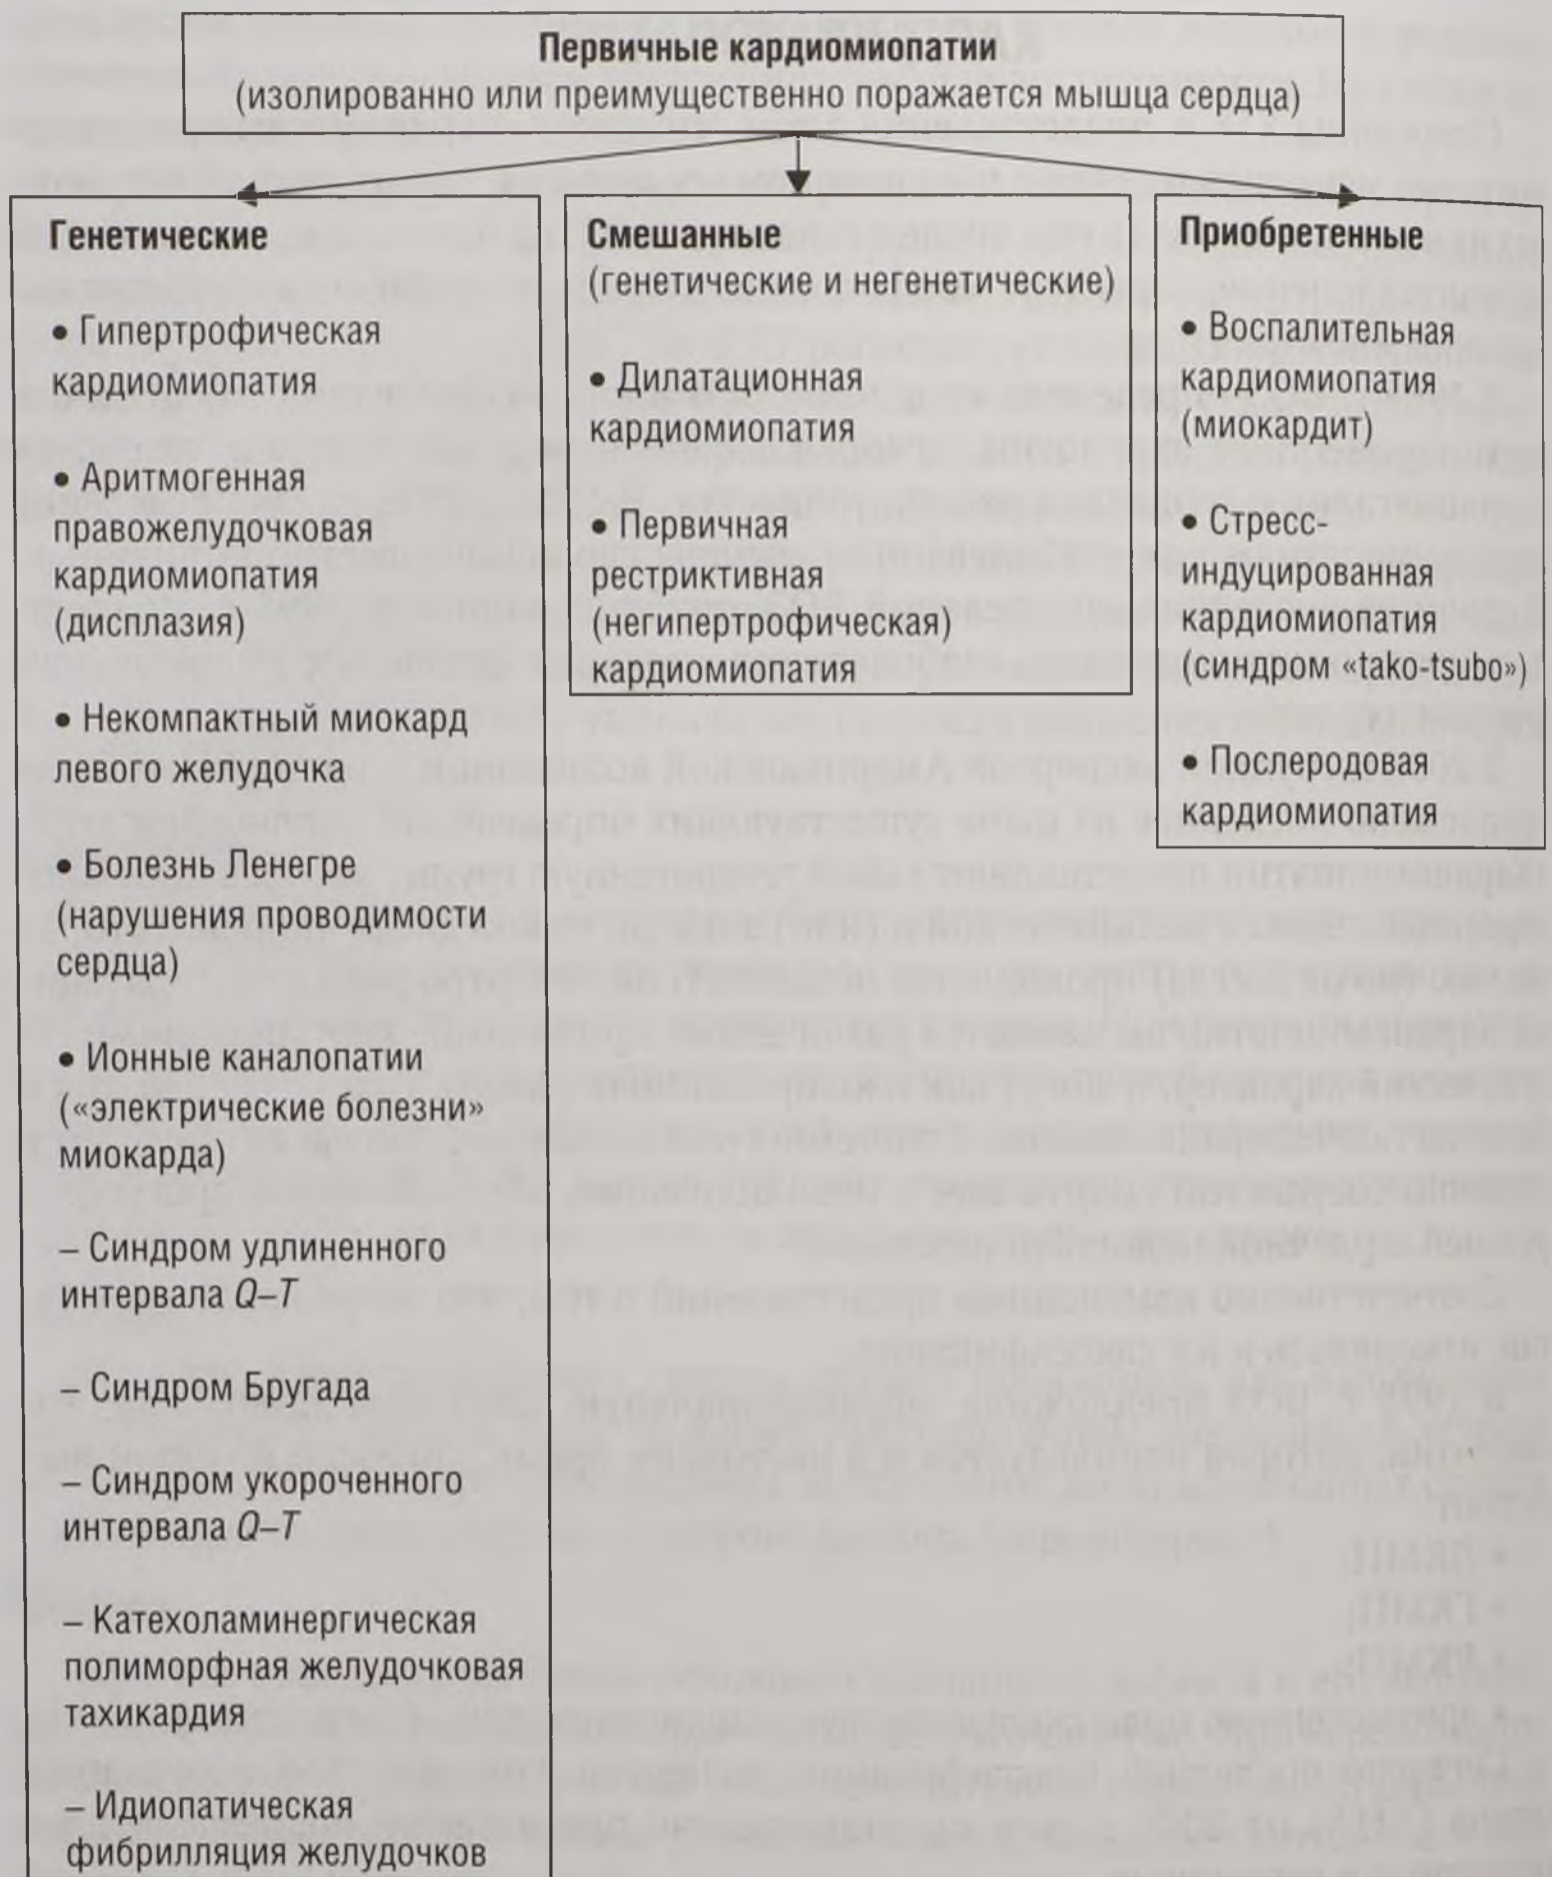 Первичные кардиомиопатии
(изолированно или преимущественно поражается мышца сердца)
Генетические
• Гипертрофическая
кардиомиопатия
• Аритмогенная
правожелудочковая
кардиомиопатия
(дисплазия)
• Некомпактный миокард
левого желудочка
• Болезнь Ленегре
(нарушения проводимости
сердца)
• Ионные каналопатии
(«электрические болезни»
миокарда)
– Синдром удлиненного
интервала Q–T
– Синдром Бругада
– Синдром укороченного
интервала Q–T
– Катехоламинергическая
полиморфная желудочковая
тахикардия
– Идиопатическая
фибрилляция желудочков
Смешанные
(генетические и негенетические)
• Дилатационная
кардиомиопатия
• Первичная
рестриктивная
(негипертрофическая)
кардиомиопатия
Приобретенные
• Воспалительная
кардиомиопатия
(миокардит)
• Стресс-
индуцированная
кардиомиопатия
(синдром «tako-tsubo»)
• Послеродовая
кардиомиопатия